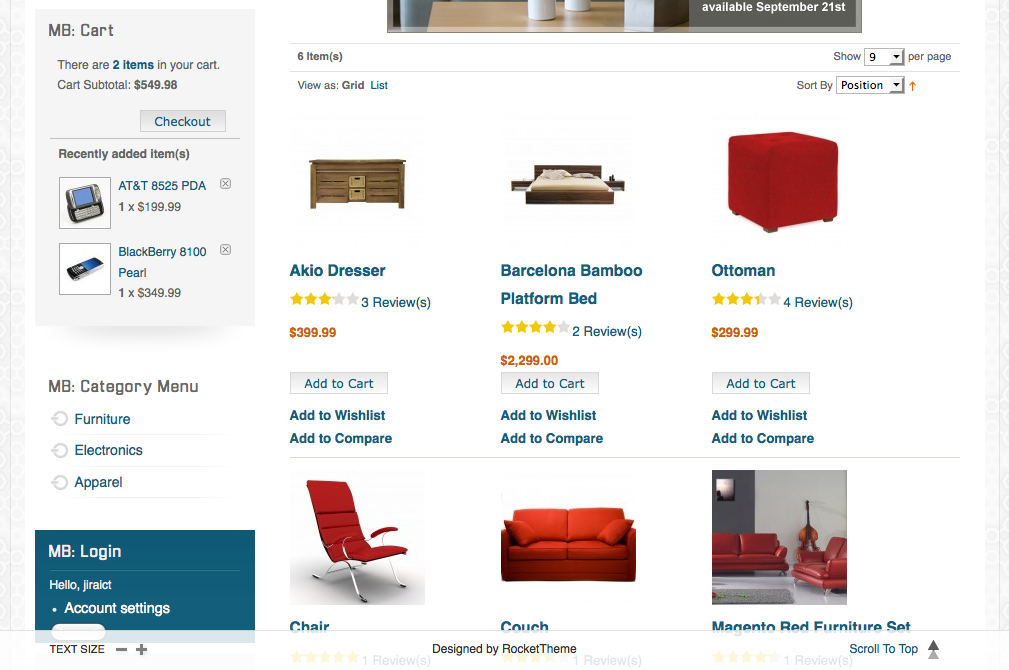 available September 21st
MB: Cart
There are 2 items in your cart.
Cart Subtotal: $549.98
Checkout
Recently added item(s)
AT&T 8525 PDA
1 x $199.99
BlackBerry 8100
Pearl
1 x $349.99
MB: Category Menu
Furniture
Electronics
Apparel
MB: Login
Hello, jiraict
Account settings
6 Item(s)
Show 9 per page
View as: Grid List
Sort By Position
Akio Dresser
3 Review(s)
$399.99
Add to Cart
Add to Wishlist
Add to Compare
Barcelona Bamboo
Platform Bed
2 Review(s)
$2,299.00
Add to Cart
Add to Wishlist
Add to Compare
Ottoman
4 Review(s)
$299.99
Add to Cart
Add to Wishlist
Add to Compare
Chair
1 Review(s)
Couch
1 Review(s)
Magento Red Furniture Set
1 Review(s)
TEXT SIZE
Designed by RocketTheme
Scroll To Top